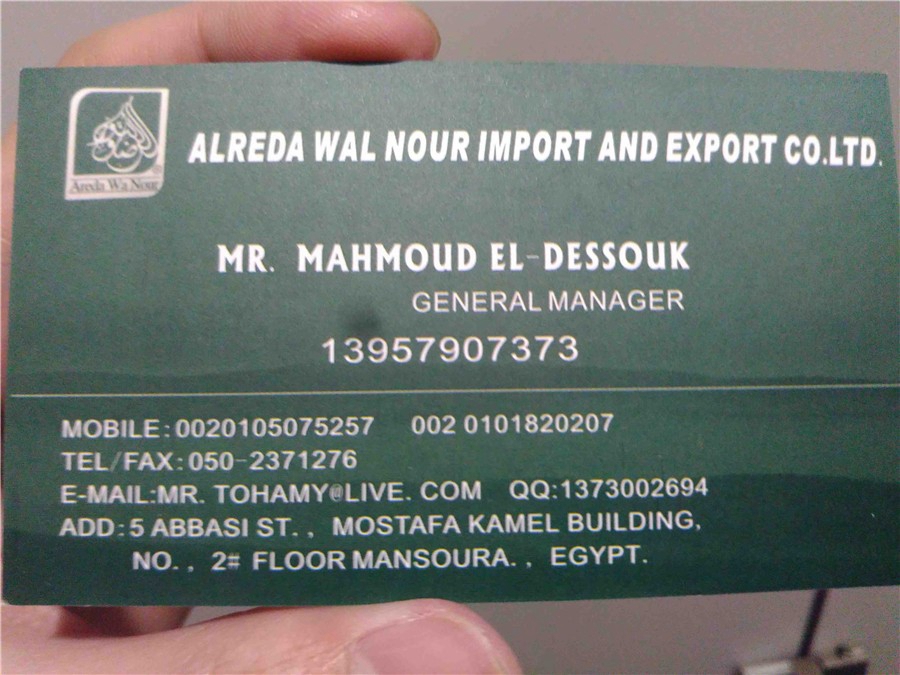 Areda Wa Nour
ALREDA WAL NOUR IMPORT AND EXPORT CO.LTD.
MR. MAHMOUD EL-DESSOUK
GENERAL MANAGER
13957907373
MOBILE:0020105075257 002 0101820207
TEL/FAX:050-2371276
E-MAIL:MR. TOHAMY@LIVE. COM QQ:1373002694
ADD:5 ABBASI ST. , MOSTAFA KAMEL BUILDING,
NO. , 2# FLOOR MANSOURA. , EGYPT.